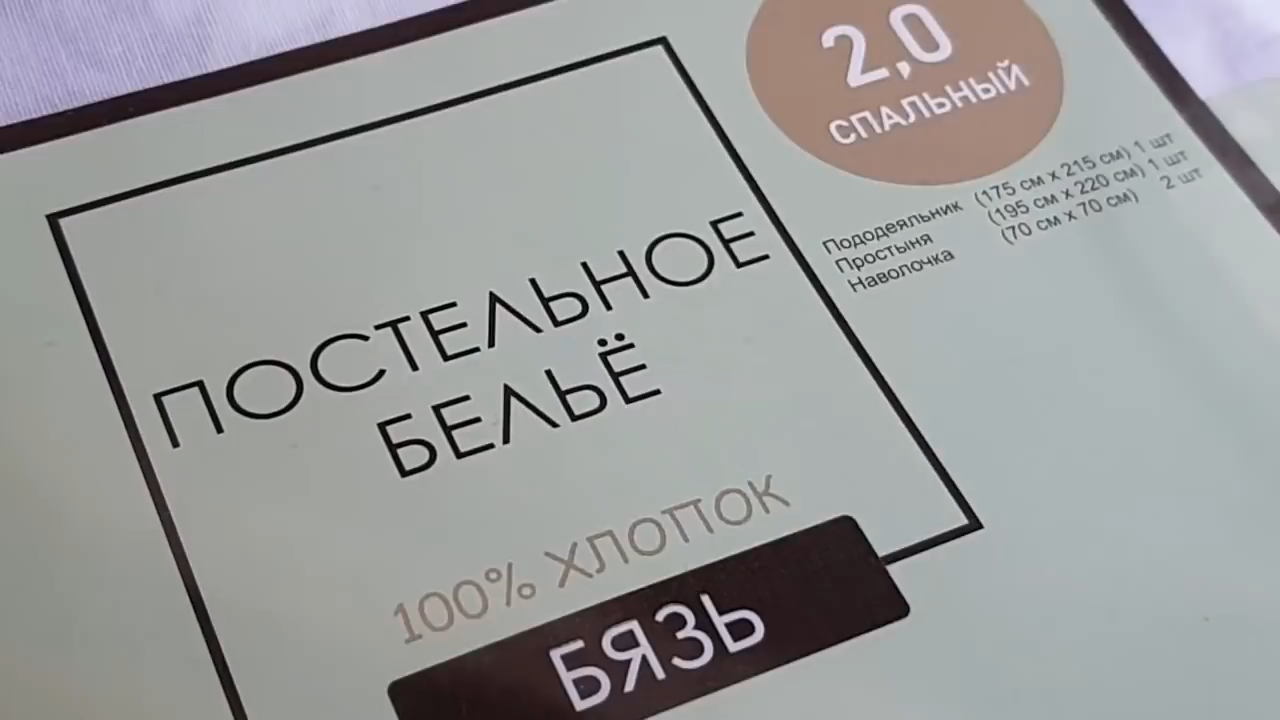 2,0
СПАЛЬНЫЙ
Пододеяльник (175 см х 215 см) 1 шт
Простыня (195 см х 220 см) 1 шт
Наволочка (70 см х 70 см) 2 шт
ПОСТЕЛЬНОЕ
БЕЛЬЁ
100% ХЛОПОК
БЯЗЬ